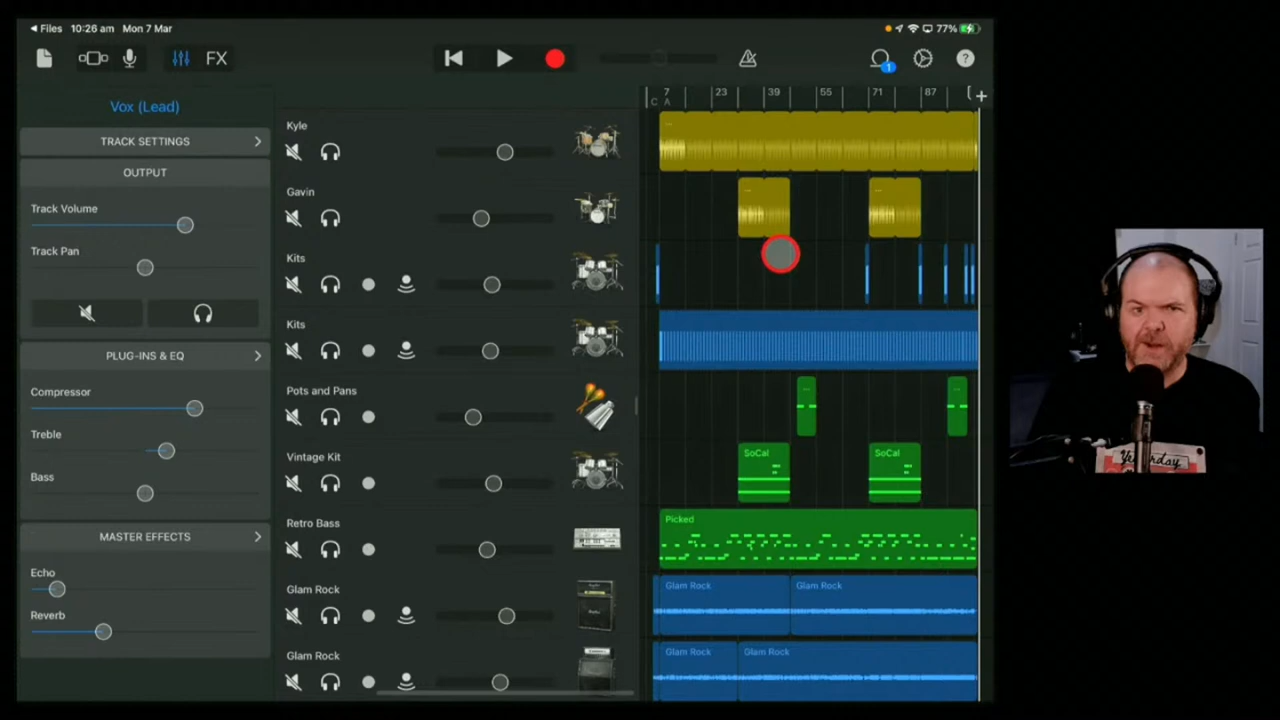 Files 10:26 am Mon 7 Mar 77%
FX 1 ?
Vox (Lead)
TRACK SETTINGS
OUTPUT
Track Volume
Track Pan
PLUG-INS & EQ
Compressor
Treble
Bass
MASTER EFFECTS
Echo
Reverb
Kyle
Gavin
Kits
Kits
Pots and Pans
Vintage Kit
Retro Bass
Glam Rock
Glam Rock
7 23 39 55 71 87 +
C A
SoCal SoCal
Picked
Glam Rock Glam Rock
Glam Rock Glam Rock
Yesterday